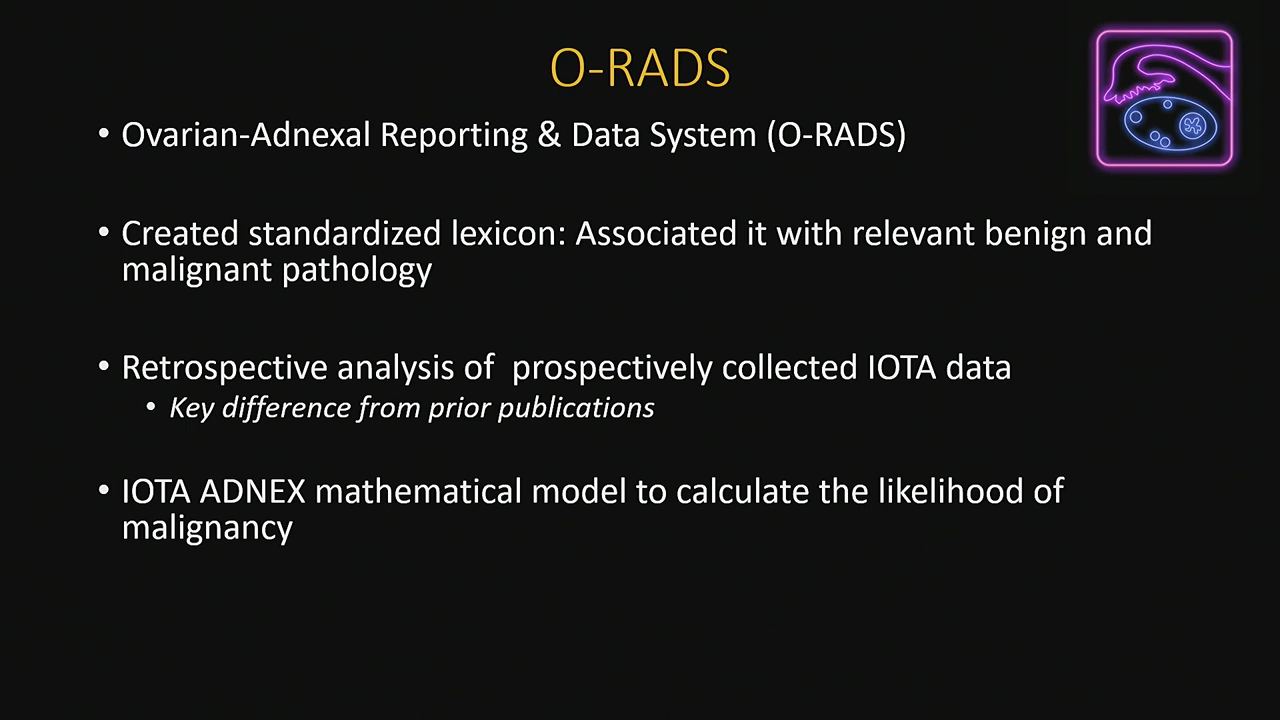 O-RADS
• Ovarian-Adnexal Reporting & Data System (O-RADS)
• Created standardized lexicon: Associated it with relevant benign and
malignant pathology
• Retrospective analysis of  prospectively collected IOTA data
• Key difference from prior publications
• IOTA ADNEX mathematical model to calculate the likelihood of
malignancy